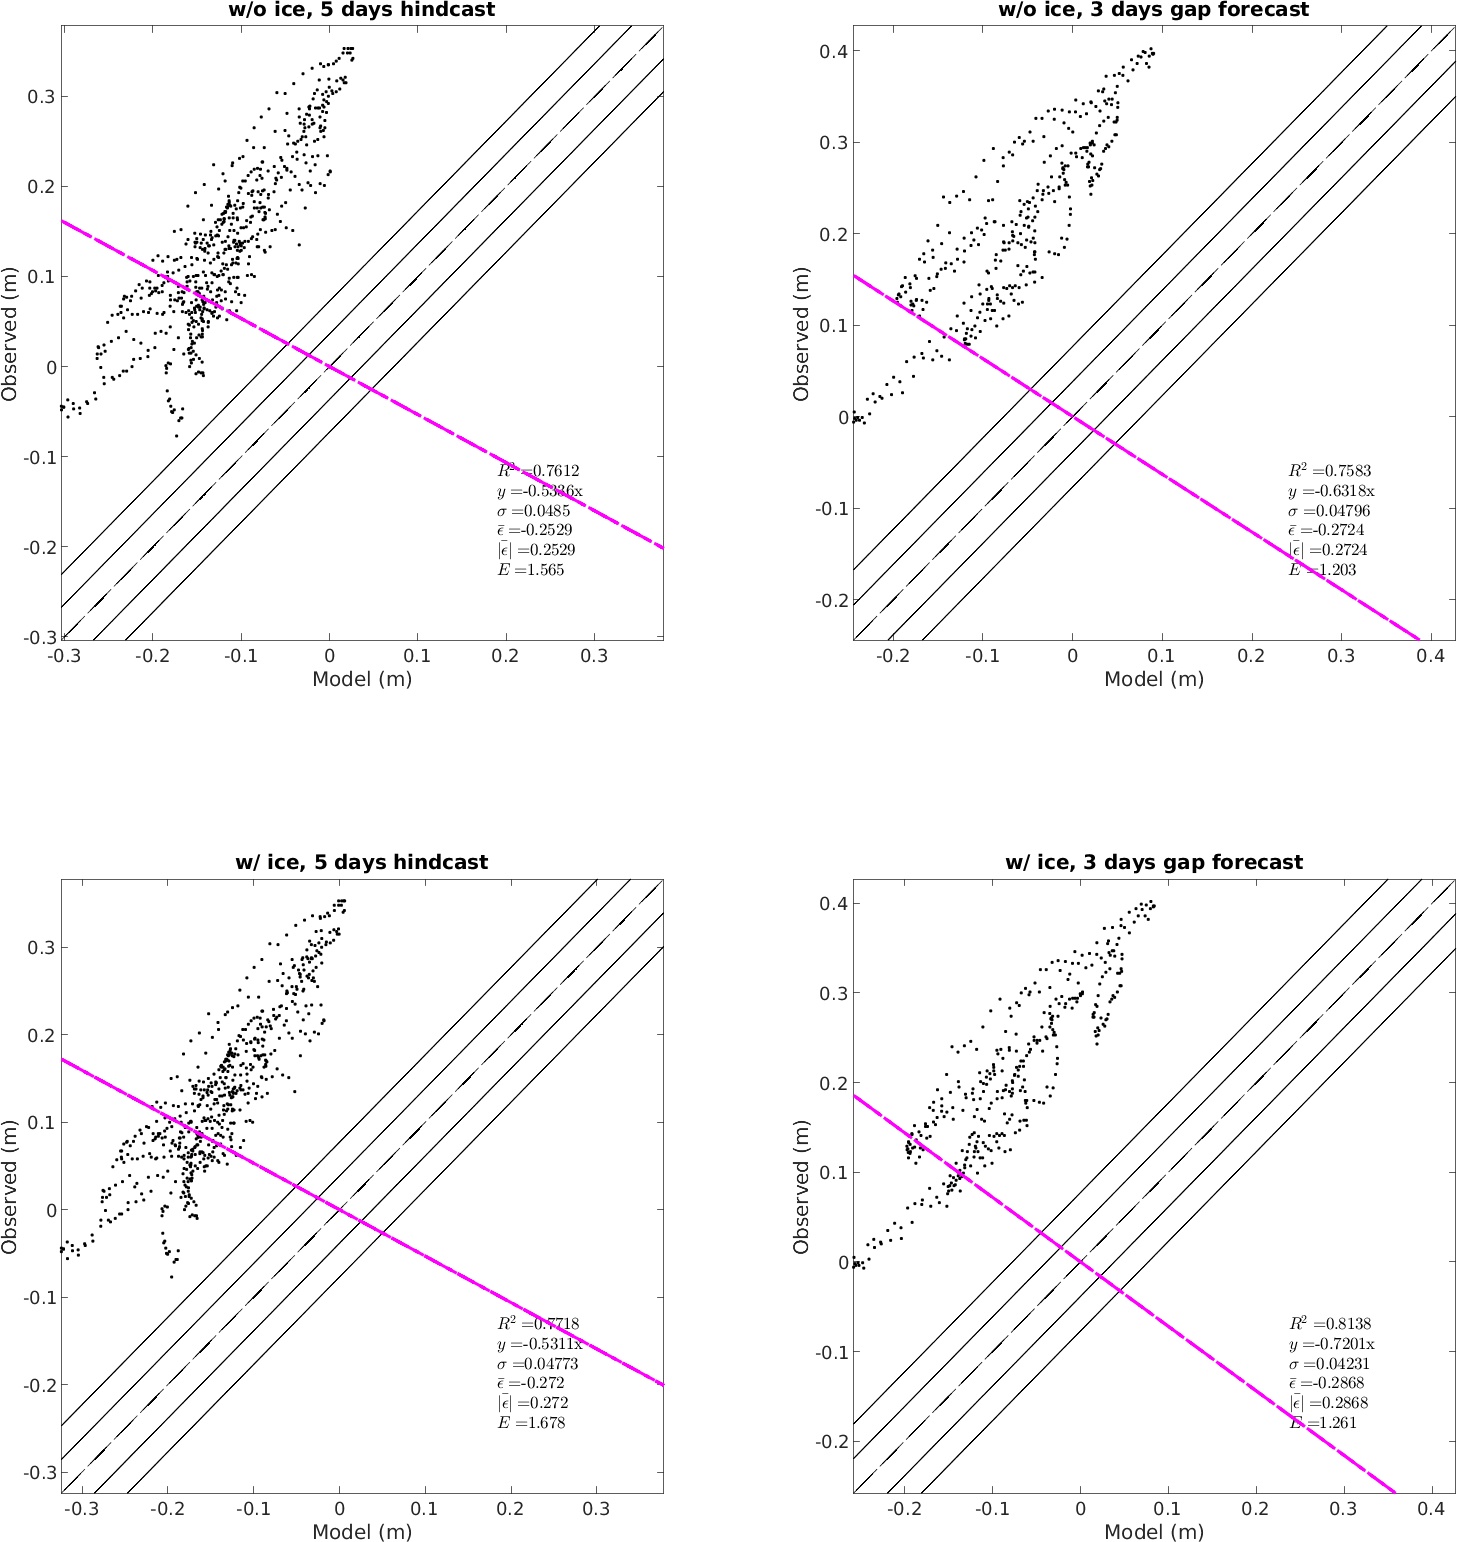 w/o ice, 5 days hindcast
0.3
0.2
0.1
0
-0.1
-0.2
-0.3
Observed (m)
R² =0.7612
y =-0.5336x
σ =0.0485
ϵ̄ =-0.2529
|ϵ̄| =0.2529
E =1.565
-0.3 -0.2 -0.1 0 0.1 0.2 0.3
Model (m)
w/o ice, 3 days gap forecast
0.4
0.3
0.2
0.1
0
-0.1
-0.2
Observed (m)
R² =0.7583
y =-0.6318x
σ =0.04796
ϵ̄ =-0.2724
|ϵ̄| =0.2724
E =1.203
-0.2 -0.1 0 0.1 0.2 0.3 0.4
Model (m)
w/ ice, 5 days hindcast
0.3
0.2
0.1
0
-0.1
-0.2
-0.3
Observed (m)
R² =0.7718
y =-0.5311x
σ =0.04773
ϵ̄ =-0.272
|ϵ̄| =0.272
E =1.678
-0.3 -0.2 -0.1 0 0.1 0.2 0.3
Model (m)
w/ ice, 3 days gap forecast
0.4
0.3
0.2
0.1
0
-0.1
-0.2
Observed (m)
R² =0.8138
y =-0.7201x
σ =0.04231
ϵ̄ =-0.2868
|ϵ̄| =0.2868
E =1.261
-0.2 -0.1 0 0.1 0.2 0.3 0.4
Model (m)